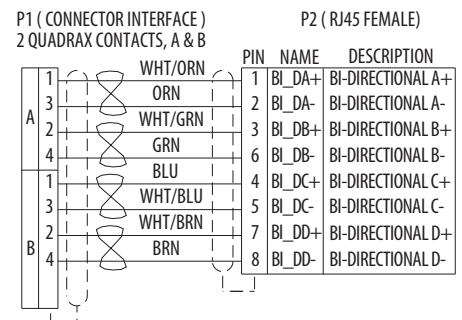 P1 ( CONNECTOR INTERFACE )
2 QUADRAX CONTACTS, A & B
P2 ( RJ45 FEMALE)
PIN NAME DESCRIPTION
A 1 WHT/ORN 1 BI_DA+ BI-DIRECTIONAL A+
3 ORN 2 BI_DA- BI-DIRECTIONAL A-
2 WHT/GRN 3 BI_DB+ BI-DIRECTIONAL B+
4 GRN 6 BI_DB- BI-DIRECTIONAL B-
B 1 BLU 4 BI_DC+ BI-DIRECTIONAL C+
3 WHT/BLU 5 BI_DC- BI-DIRECTIONAL C-
2 WHT/BRN 7 BI_DD+ BI-DIRECTIONAL D+
4 BRN 8 BI_DD- BI-DIRECTIONAL D-